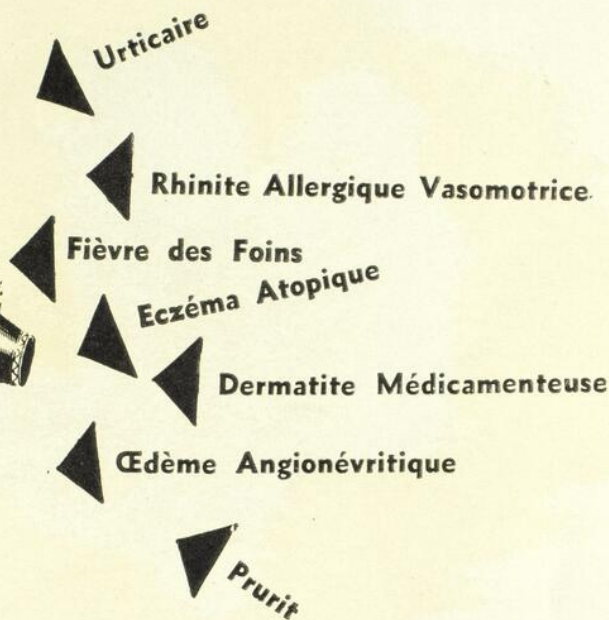 Urticaire
Rhinite Allergique Vasomotrice.
Fièvre des Foins
Eczéma Atopique
Dermatite Médicamenteuse
Œdème Angionévritique
Prurit